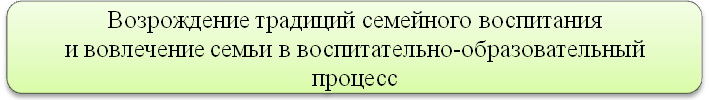 Возрождение традиций семейного воспитания
и вовлечение семьи в воспитательно-образовательный
процесс